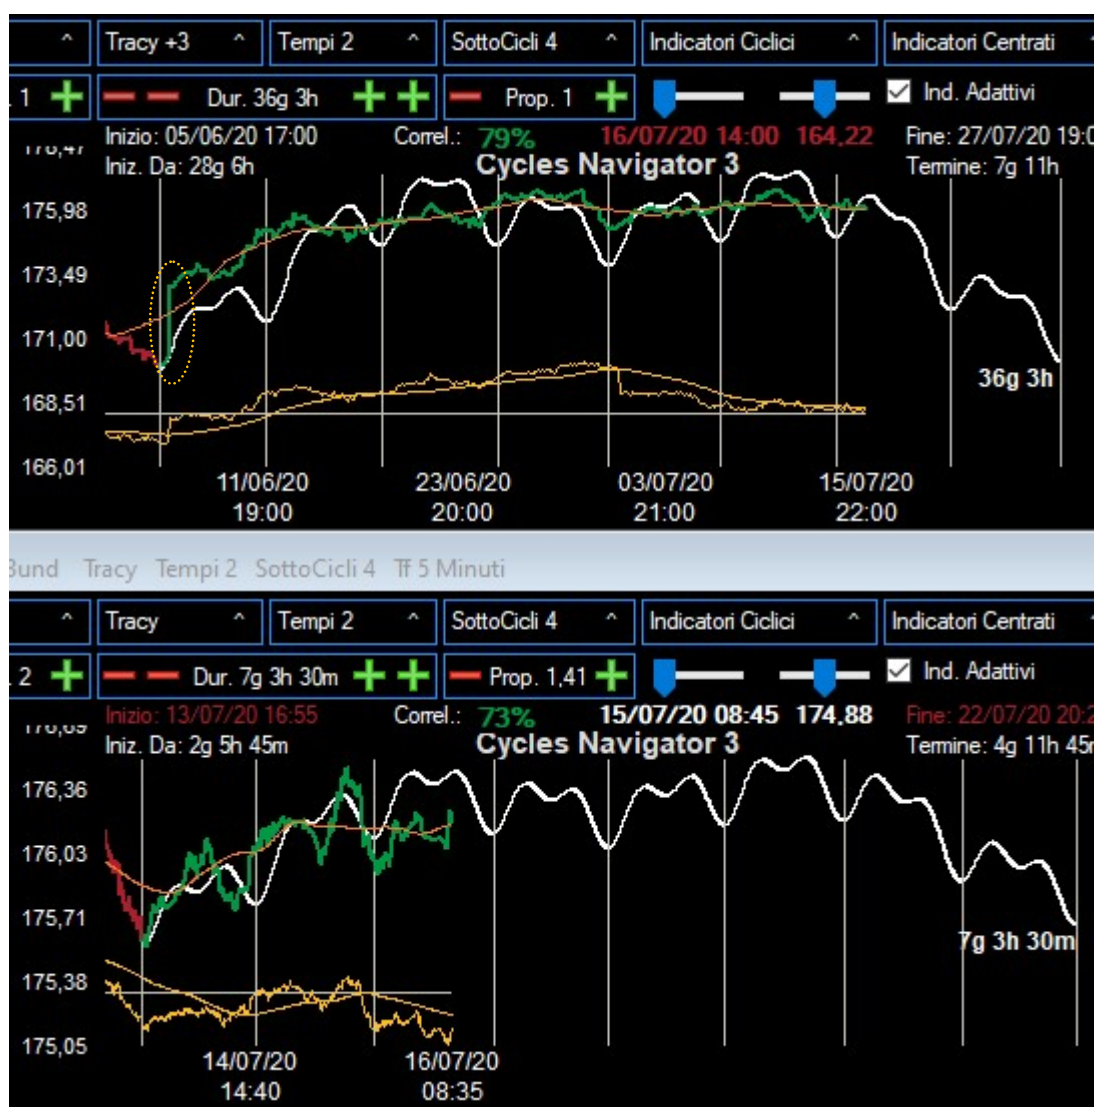 Tracy +3 ^ Tempi 2 ^ SottoCicli 4 ^ Indicatori Ciclici ^ Indicatori Centrati
. 1 Dur. 36g 3h Prop. 1 Ind. Adattivi
Inizio: 05/06/20 17:00 Correl.: 79% 16/07/20 14:00 164,22 Fine: 27/07/20 19:0
Iniz. Da: 28g 6h Cycles Navigator 3 Termine: 7g 11h
175,98
173,49
171,00
36g 3h
168,51
166,01
11/06/20 23/06/20 03/07/20 15/07/20
19:00 20:00 21:00 22:00
Bund Tracy Tempi 2 SottoCicli 4 Tf 5 Minuti
Tracy ^ Tempi 2 ^ SottoCicli 4 ^ Indicatori Ciclici ^ Indicatori Centrati
. 2 Dur. 7g 3h 30m Prop. 1,41 Ind. Adattivi
Inizio: 13/07/20 16:55 Correl.: 73% 15/07/20 08:45 174,88 Fine: 22/07/20 20:2
Iniz. Da: 2g 5h 45m Cycles Navigator 3 Termine: 4g 11h 45m
176,36
176,03
175,71
7g 3h 30m
175,38
175,05
14/07/20 16/07/20
14:40 08:35